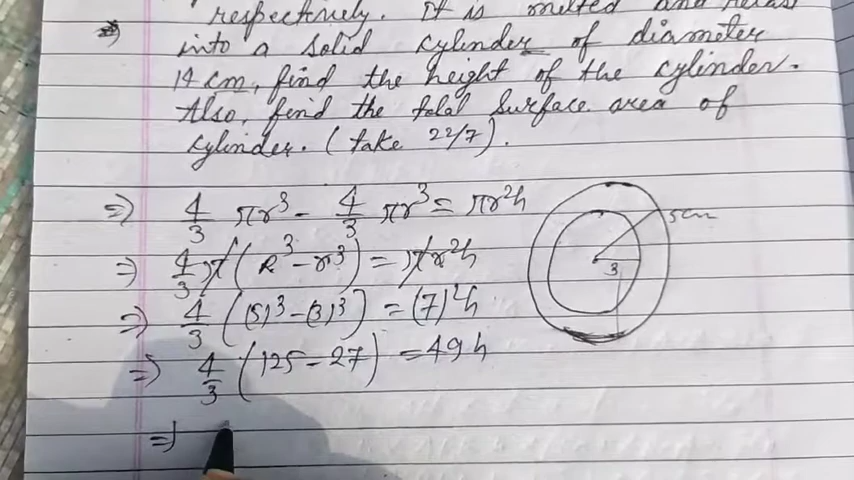 respectively. It is melted and recast
into a solid cylinder of diameter
14 cm, find the height of the cylinder.
Also, find the total surface area of
cylinder. (take 22/7).
⇒ 4/3 πr³ - 4/3 πr³ = πr²h
⇒ 4/3 π (R³ - r³) = πr²h
⇒ 4/3 ((5)³ - (3)³) = (7)²h
⇒ 4/3 (125 - 27) = 49h
⇒
5cm
3